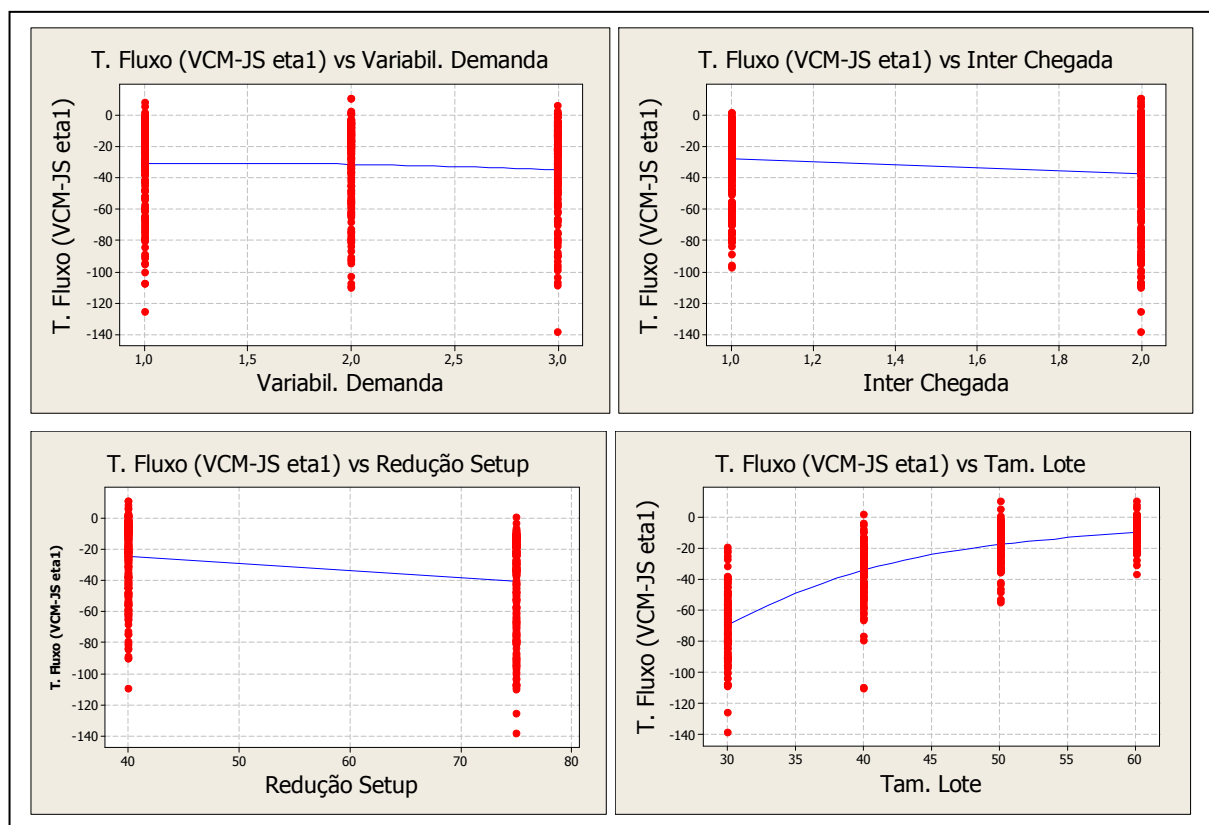 T. Fluxo (VCM-JS eta1) vs Variabil. Demanda
T. Fluxo (VCM-JS eta1)
0
-20
-40
-60
-80
-100
-120
-140
1,0 1,5 2,0 2,5 3,0
Variabil. Demanda
T. Fluxo (VCM-JS eta1) vs Inter Chegada
T. Fluxo (VCM-JS eta1)
0
-20
-40
-60
-80
-100
-120
-140
1,0 1,2 1,4 1,6 1,8 2,0
Inter Chegada
T. Fluxo (VCM-JS eta1) vs Redução Setup
T. Fluxo (VCM-JS eta1)
0
-20
-40
-60
-80
-100
-120
-140
40 50 60 70 80
Redução Setup
T. Fluxo (VCM-JS eta1) vs Tam. Lote
T. Fluxo (VCM-JS eta1)
0
-20
-40
-60
-80
-100
-120
-140
30 35 40 45 50 55 60
Tam. Lote